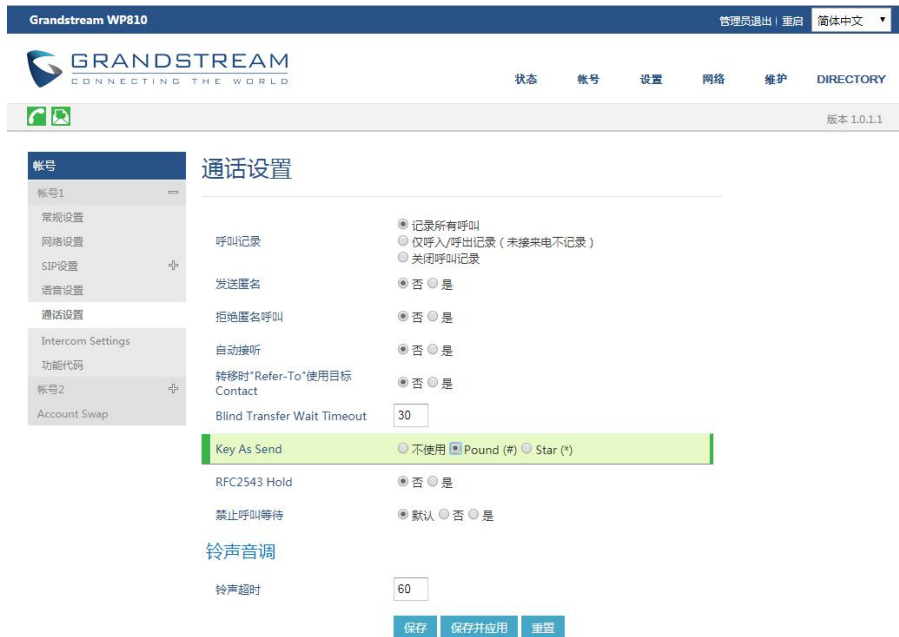 Grandstream WP810
管理员退出 | 重启 简体中文
GRANDSTREAM
CONNECTING THE WORLD
状态 帐号 设置 网络 维护 DIRECTORY
版本 1.0.1.1
帐号
帐号1
常规设置
网络设置
SIP设置
语音设置
通话设置
Intercom Settings
功能代码
帐号2
Account Swap
通话设置
呼叫记录
记录所有呼叫
仅呼入/呼出记录（未接来电不记录）
关闭呼叫记录
发送匿名 否 是
拒绝匿名呼叫 否 是
自动接听 否 是
转移时"Refer-To"使用目标
Contact
否 是
Blind Transfer Wait Timeout 30
Key As Send 不使用 Pound (#) Star (*)
RFC2543 Hold 否 是
禁止呼叫等待 默认 否 是
铃声音调
铃声超时 60
保存 保存并应用 重置